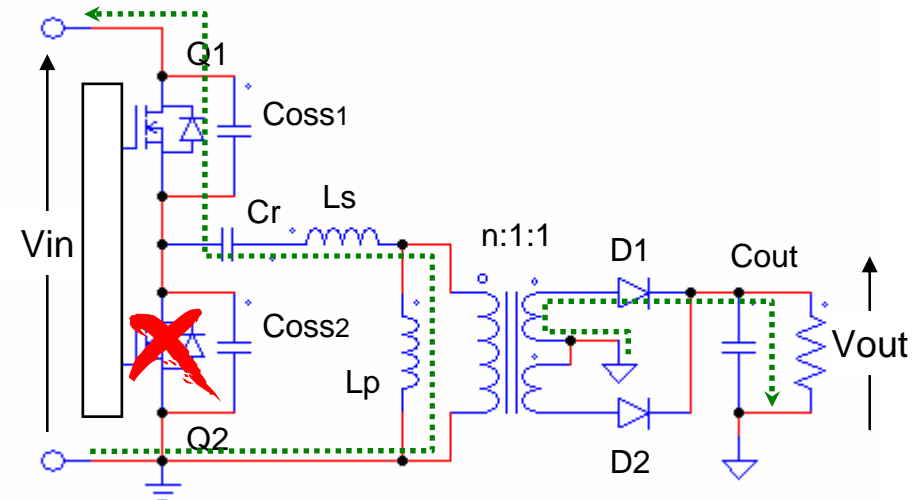 Q1
Coss1
Cr
Ls
n:1:1
D1
Cout
Vin
Coss2
Lp
Vout
Q2
D2